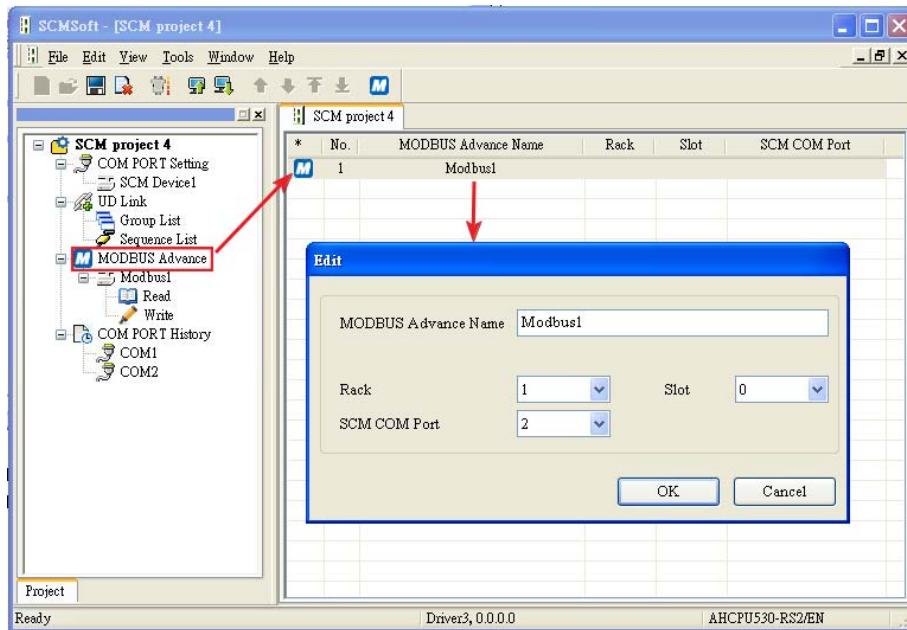 SCMSoft - [SCM project 4]
File Edit View Tools Window Help
SCM project 4
COM PORT Setting
SCM Device1
UD Link
Group List
Sequence List
MODBUS Advance
Modbus1
Read
Write
COM PORT History
COM1
COM2
Project
SCM project 4
* No. MODBUS Advance Name Rack Slot SCM COM Port
1 Modbus1
Edit
MODBUS Advance Name Modbus1
Rack 1 Slot 0
SCM COM Port 2
OK Cancel
Ready Driver3, 0.0.0.0 AHCPU530-RS2/EN